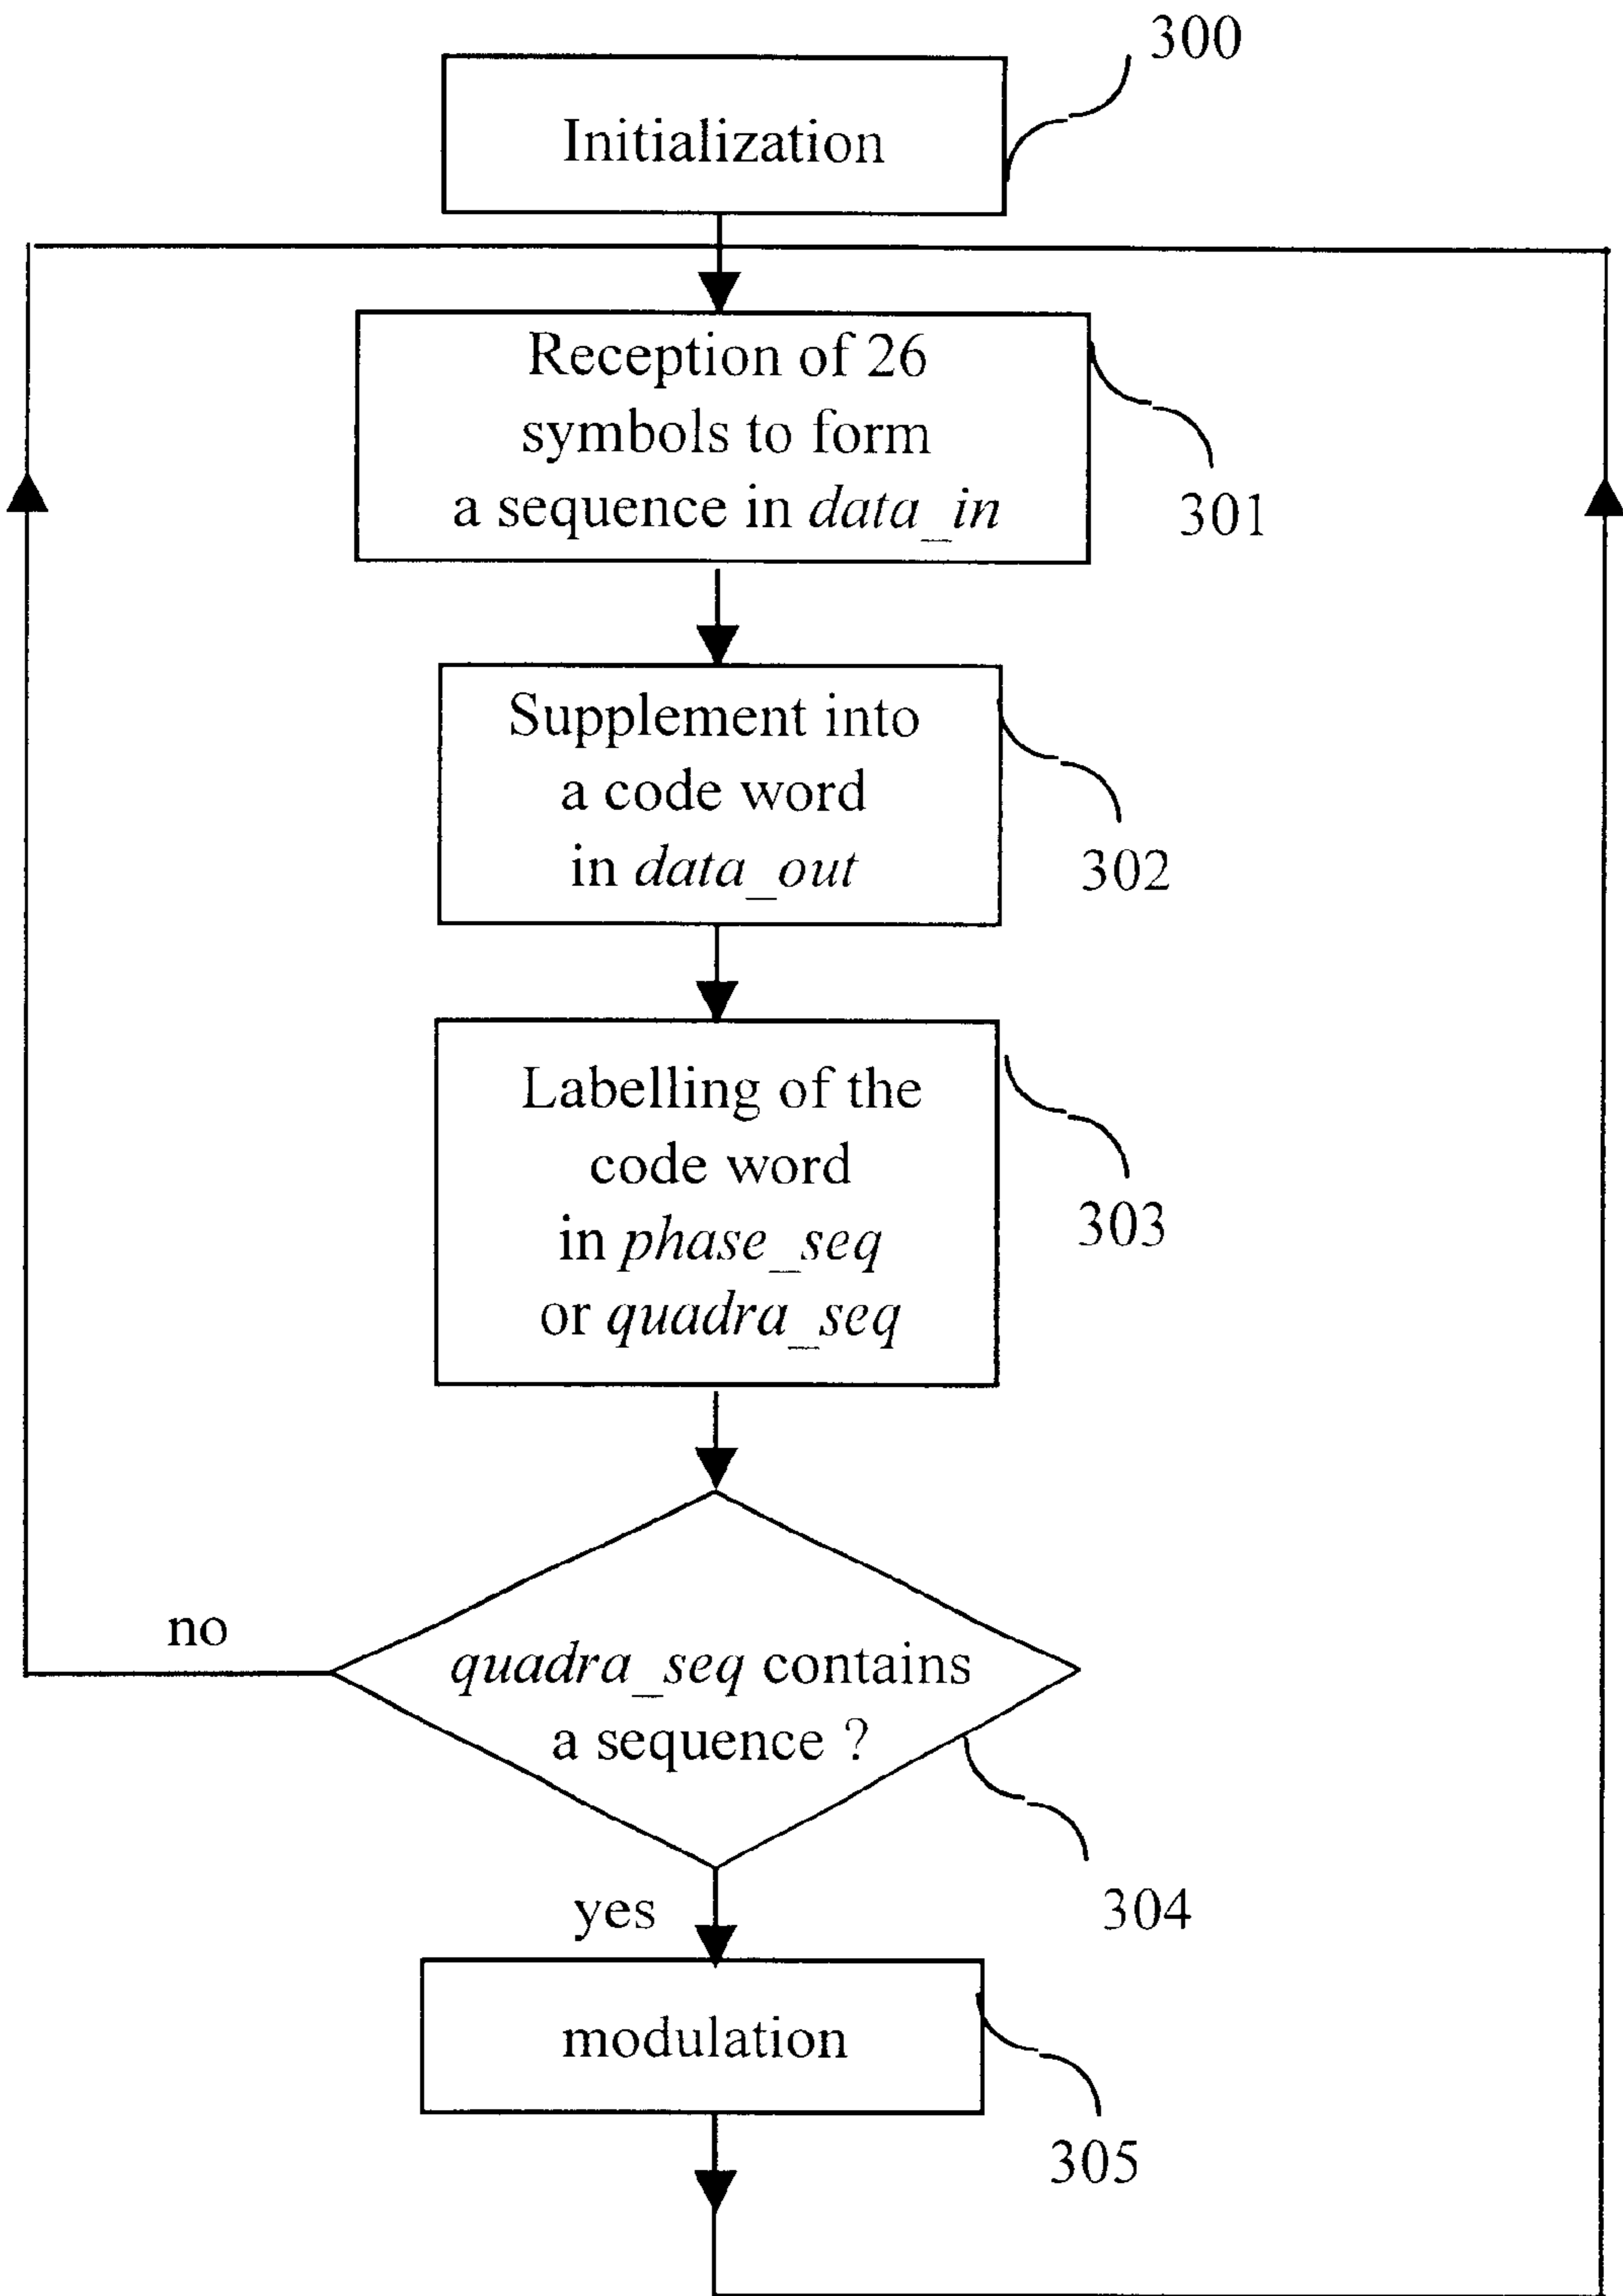 300
Initialization
Reception of 26
symbols to form
a sequence in data_in
301
Supplement into
a code word
in data_out
302
Labelling of the
code word
in phase_seq
or quadra_seq
303
no
quadra_seq contains
a sequence ?
304
yes
modulation
305